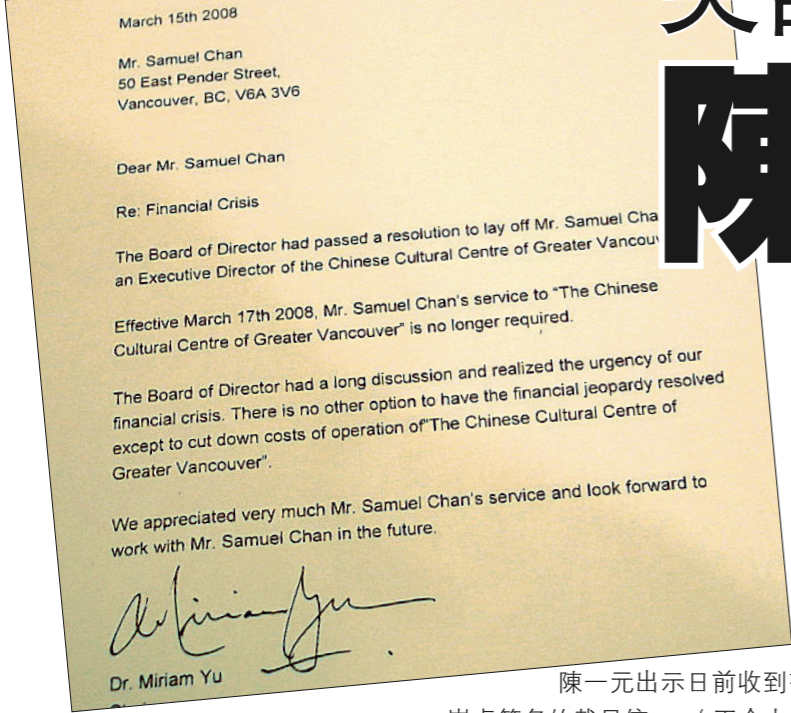 March 15th 2008
Mr. Samuel Chan
50 East Pender Street,
Vancouver, BC, V6A 3V6
Dear Mr. Samuel Chan
Re: Financial Crisis
The Board of Director had passed a resolution to lay off Mr. Samuel Cha
an Executive Director of the Chinese Cultural Centre of Greater Vancouv
Effective March 17th 2008, Mr. Samuel Chan's service to “The Chinese
Cultural Centre of Greater Vancouver” is no longer required.
The Board of Director had a long discussion and realized the urgency of our
financial crisis. There is no other option to have the financial jeopardy resolved
except to cut down costs of operation of“The Chinese Cultural Centre of
Greater Vancouver”.
We appreciated very much Mr. Samuel Chan's service and look forward to
work with Mr. Samuel Chan in the future.
Miriam Yu
Dr. Miriam Yu
陳
陳一元出示日前收到